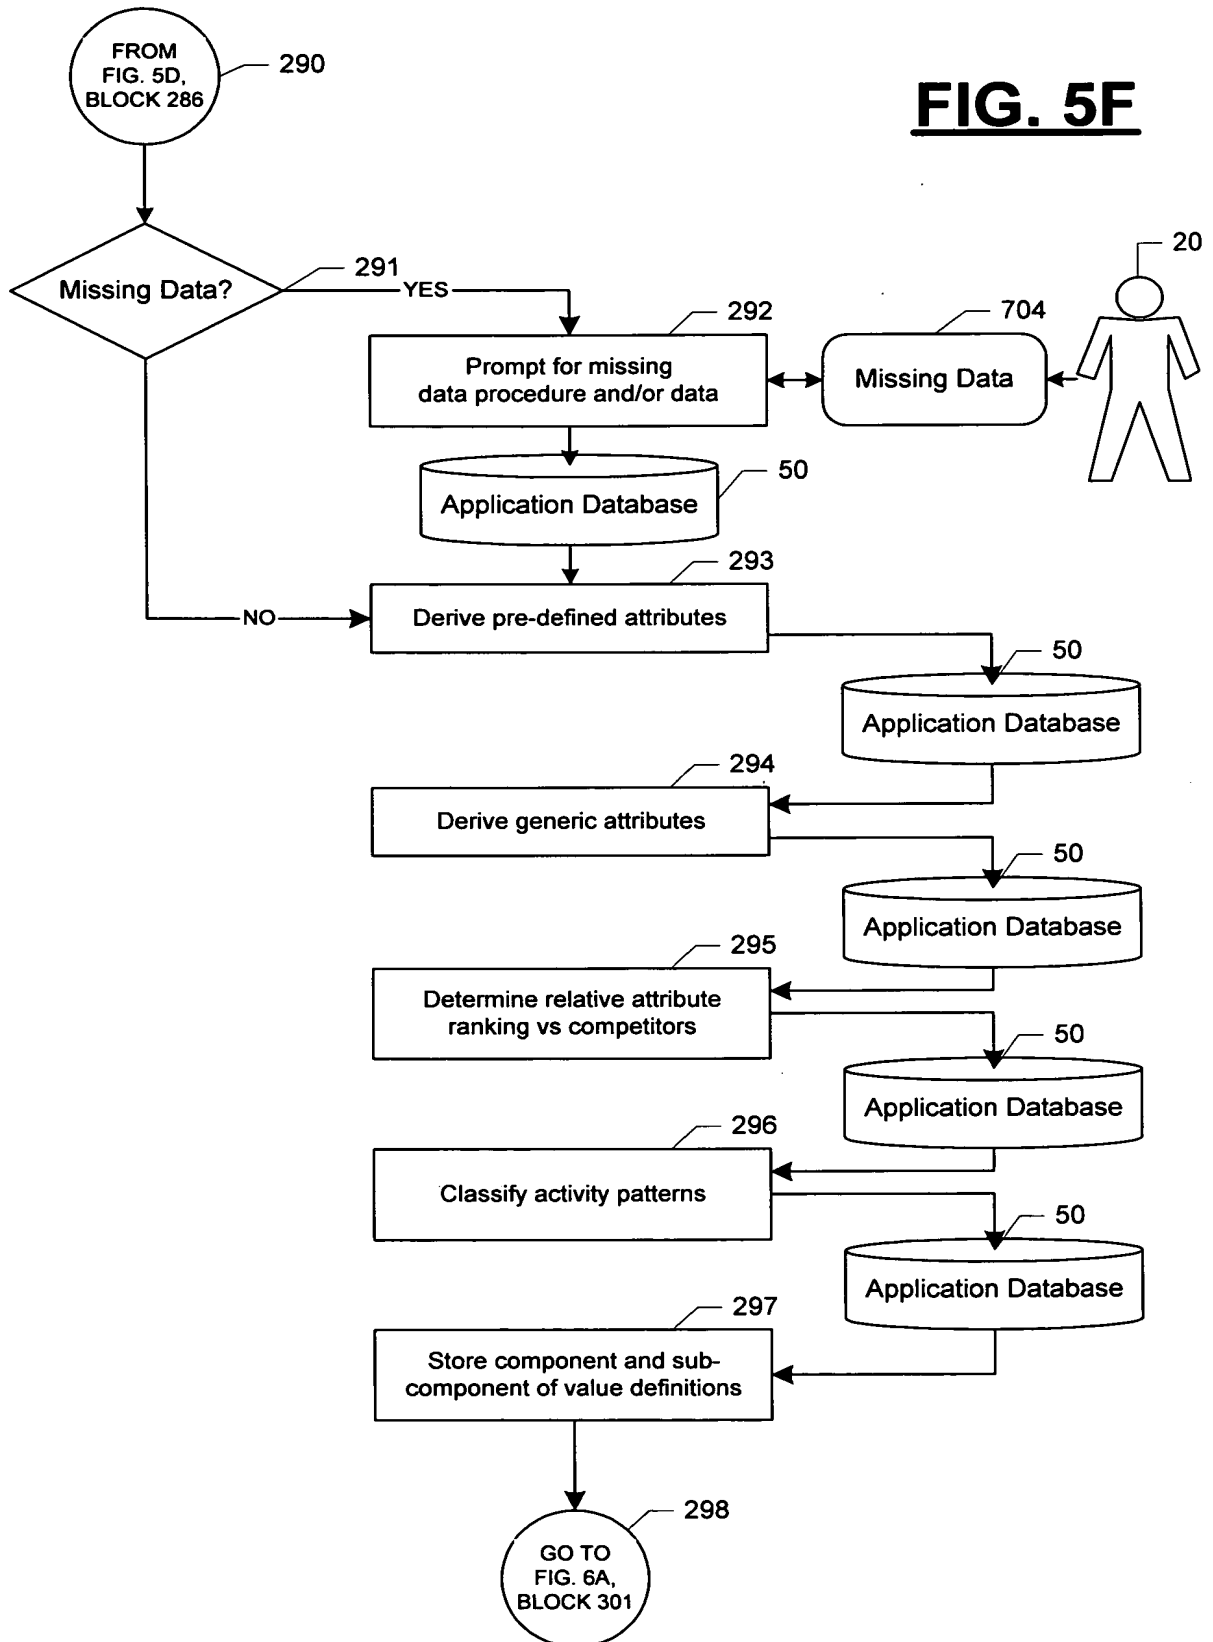 FROM
FIG. 5D,
BLOCK 286
290
FIG. 5F
Missing Data?
291
YES
292
Prompt for missing
data procedure and/or data
704
Missing Data
20
Application Database
50
293
NO
Derive pre-defined attributes
50
Application Database
294
Derive generic attributes
50
Application Database
295
Determine relative attribute
ranking vs competitors
50
Application Database
296
Classify activity patterns
50
Application Database
297
Store component and sub-
component of value definitions
298
GO TO
FIG. 6A,
BLOCK 301